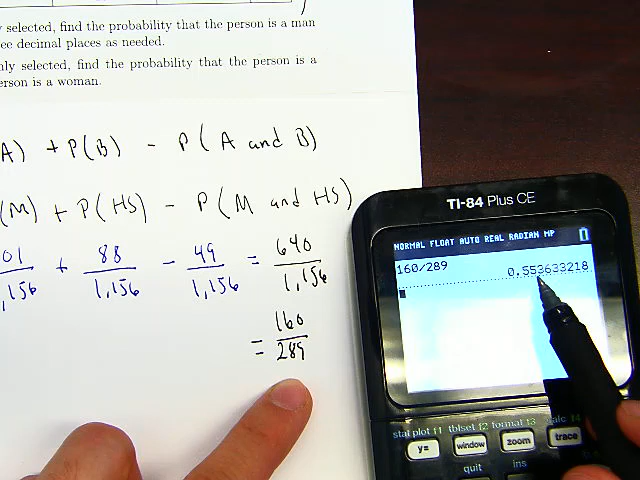 selected, find the probability that the person is a man
ee decimal places as needed.
nly selected, find the probability that the person is a
erson is a woman.
A) + P(B) - P(A and B)
(M) + P(HS) - P(M and HS)
01/1,156 + 88/1,156 - 49/1,156 = 640/1,156
= 160/289
TI-84 Plus CE
NORMAL FLOAT AUTO REAL RADIAN MP
160/289
0.553633218
stat plot f1 tblset f2 format f3 calc f4
y= window zoom trace
quit ins